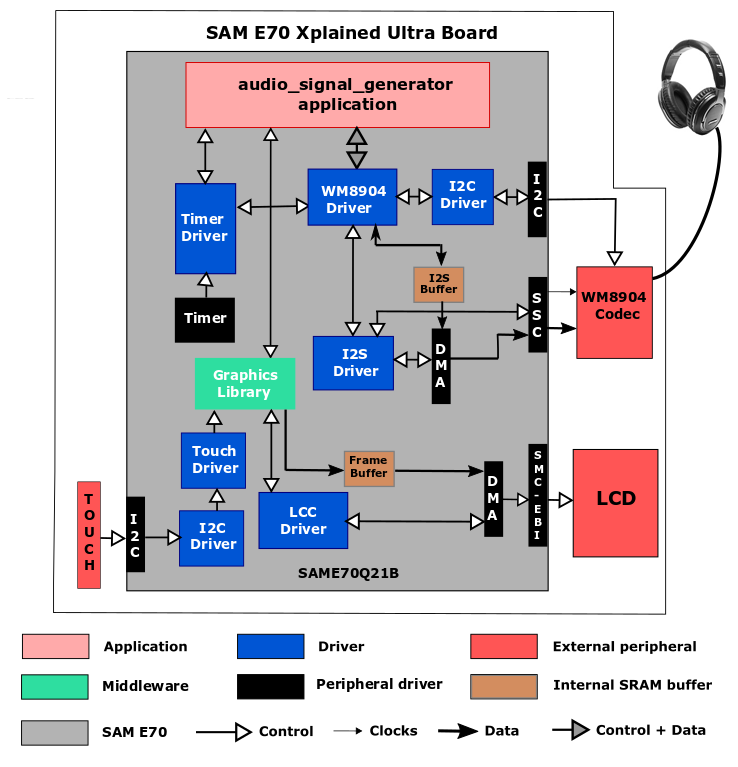 SAM E70 Xplained Ultra Board
audio_signal_generator
application
WM8904
Driver
I2C
Driver
I2C
Timer
Driver
I2S
Buffer
Timer
SSC
WM8904
Codec
I2S
Driver
DMA
Graphics
Library
Touch
Driver
Frame
Buffer
SMC-EBI
DMA
LCD
TOUCH
I2C
I2C
Driver
LCC
Driver
SAME70Q21B
Application
Driver
External peripheral
Middleware
Peripheral driver
Internal SRAM buffer
SAM E70
Control
Clocks
Data
Control + Data